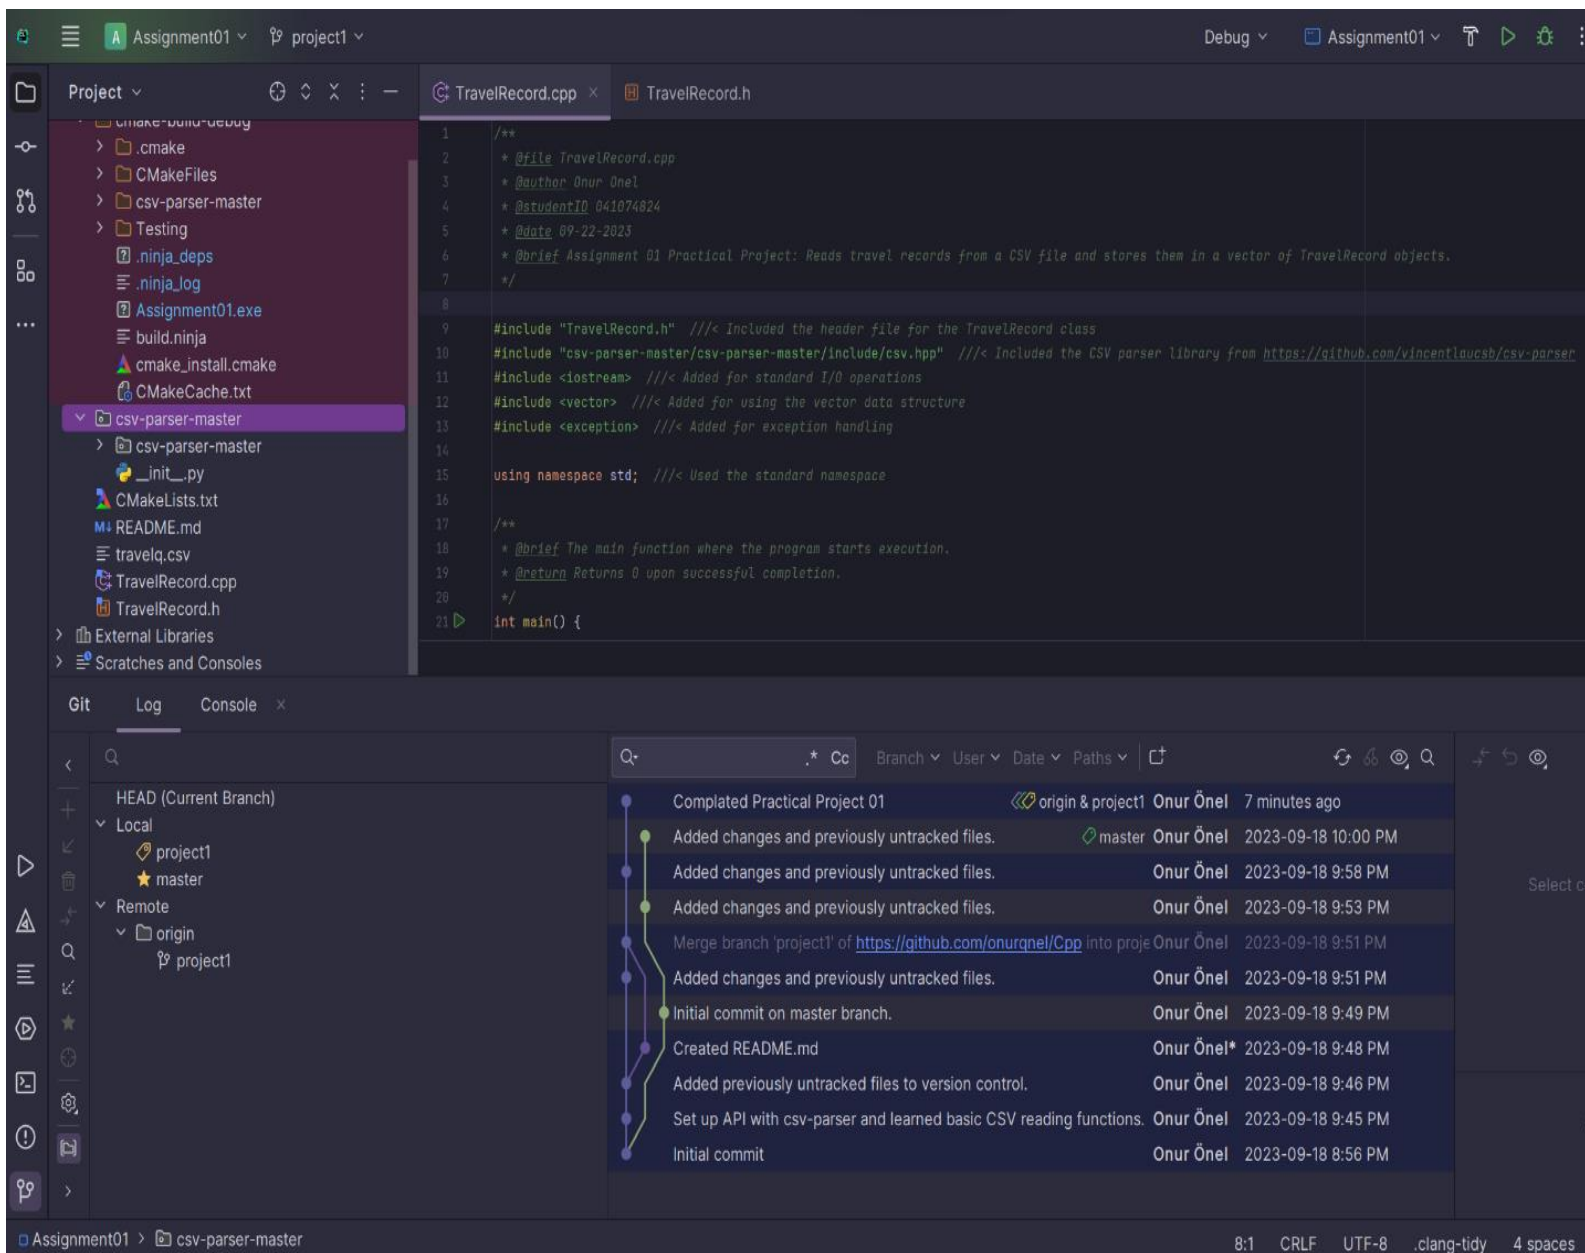 A Assignment01 project1 Debug Assignment01
Project
TravelRecord.cpp × TravelRecord.h
cmake-build-debug
.cmake
CMakeFiles
csv-parser-master
Testing
.ninja_deps
.ninja_log
Assignment01.exe
build.ninja
cmake_install.cmake
CMakeCache.txt
csv-parser-master
csv-parser-master
__init__.py
CMakeLists.txt
M↓ README.md
travelq.csv
TravelRecord.cpp
H TravelRecord.h
External Libraries
Scratches and Consoles
1 /**
2 * @file TravelRecord.cpp
3 * @author Onur Onel
4 * @studentID 041074824
5 * @date 09-22-2023
6 * @brief Assignment 01 Practical Project: Reads travel records from a CSV file and stores them in a vector of TravelRecord objects.
7 */
8
9 #include "TravelRecord.h" ///< Included the header file for the TravelRecord class
10 #include "csv-parser-master/csv-parser-master/include/csv.hpp" ///< Included the CSV parser library from https://github.com/vincentlaucsb/csv-parser
11 #include <iostream> ///< Added for standard I/O operations
12 #include <vector> ///< Added for using the vector data structure
13 #include <exception> ///< Added for exception handling
14
15 using namespace std; ///< Used the standard namespace
16
17 /**
18 * @brief The main function where the program starts execution.
19 * @return Returns 0 upon successful completion.
20 */
21 int main() {
Git Log Console ×
.* Cc Branch User Date Paths
HEAD (Current Branch)
Local
project1
master
Remote
origin
project1
Complated Practical Project 01 origin & project1 Onur Önel 7 minutes ago
Added changes and previously untracked files. master Onur Önel 2023-09-18 10:00 PM
Added changes and previously untracked files. Onur Önel 2023-09-18 9:58 PM
Added changes and previously untracked files. Onur Önel 2023-09-18 9:53 PM
Merge branch 'project1' of https://github.com/onurqnel/Cpp into proje Onur Önel 2023-09-18 9:51 PM
Added changes and previously untracked files. Onur Önel 2023-09-18 9:51 PM
Initial commit on master branch. Onur Önel 2023-09-18 9:49 PM
Created README.md Onur Önel* 2023-09-18 9:48 PM
Added previously untracked files to version control. Onur Önel 2023-09-18 9:46 PM
Set up API with csv-parser and learned basic CSV reading functions. Onur Önel 2023-09-18 9:45 PM
Initial commit Onur Önel 2023-09-18 8:56 PM
Select c
Assignment01 > csv-parser-master
8:1 CRLF UTF-8 .clang-tidy 4 spaces